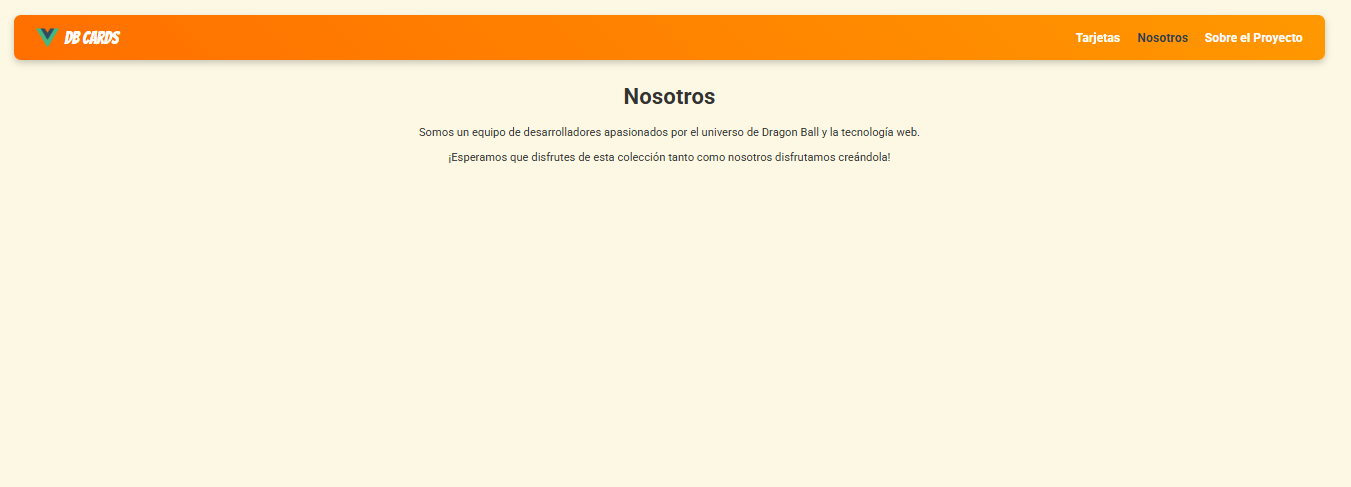 DB CARDS
Tarjetas Nosotros Sobre el Proyecto
Nosotros
Somos un equipo de desarrolladores apasionados por el universo de Dragon Ball y la tecnología web.
¡Esperamos que disfrutes de esta colección tanto como nosotros disfrutamos creándola!